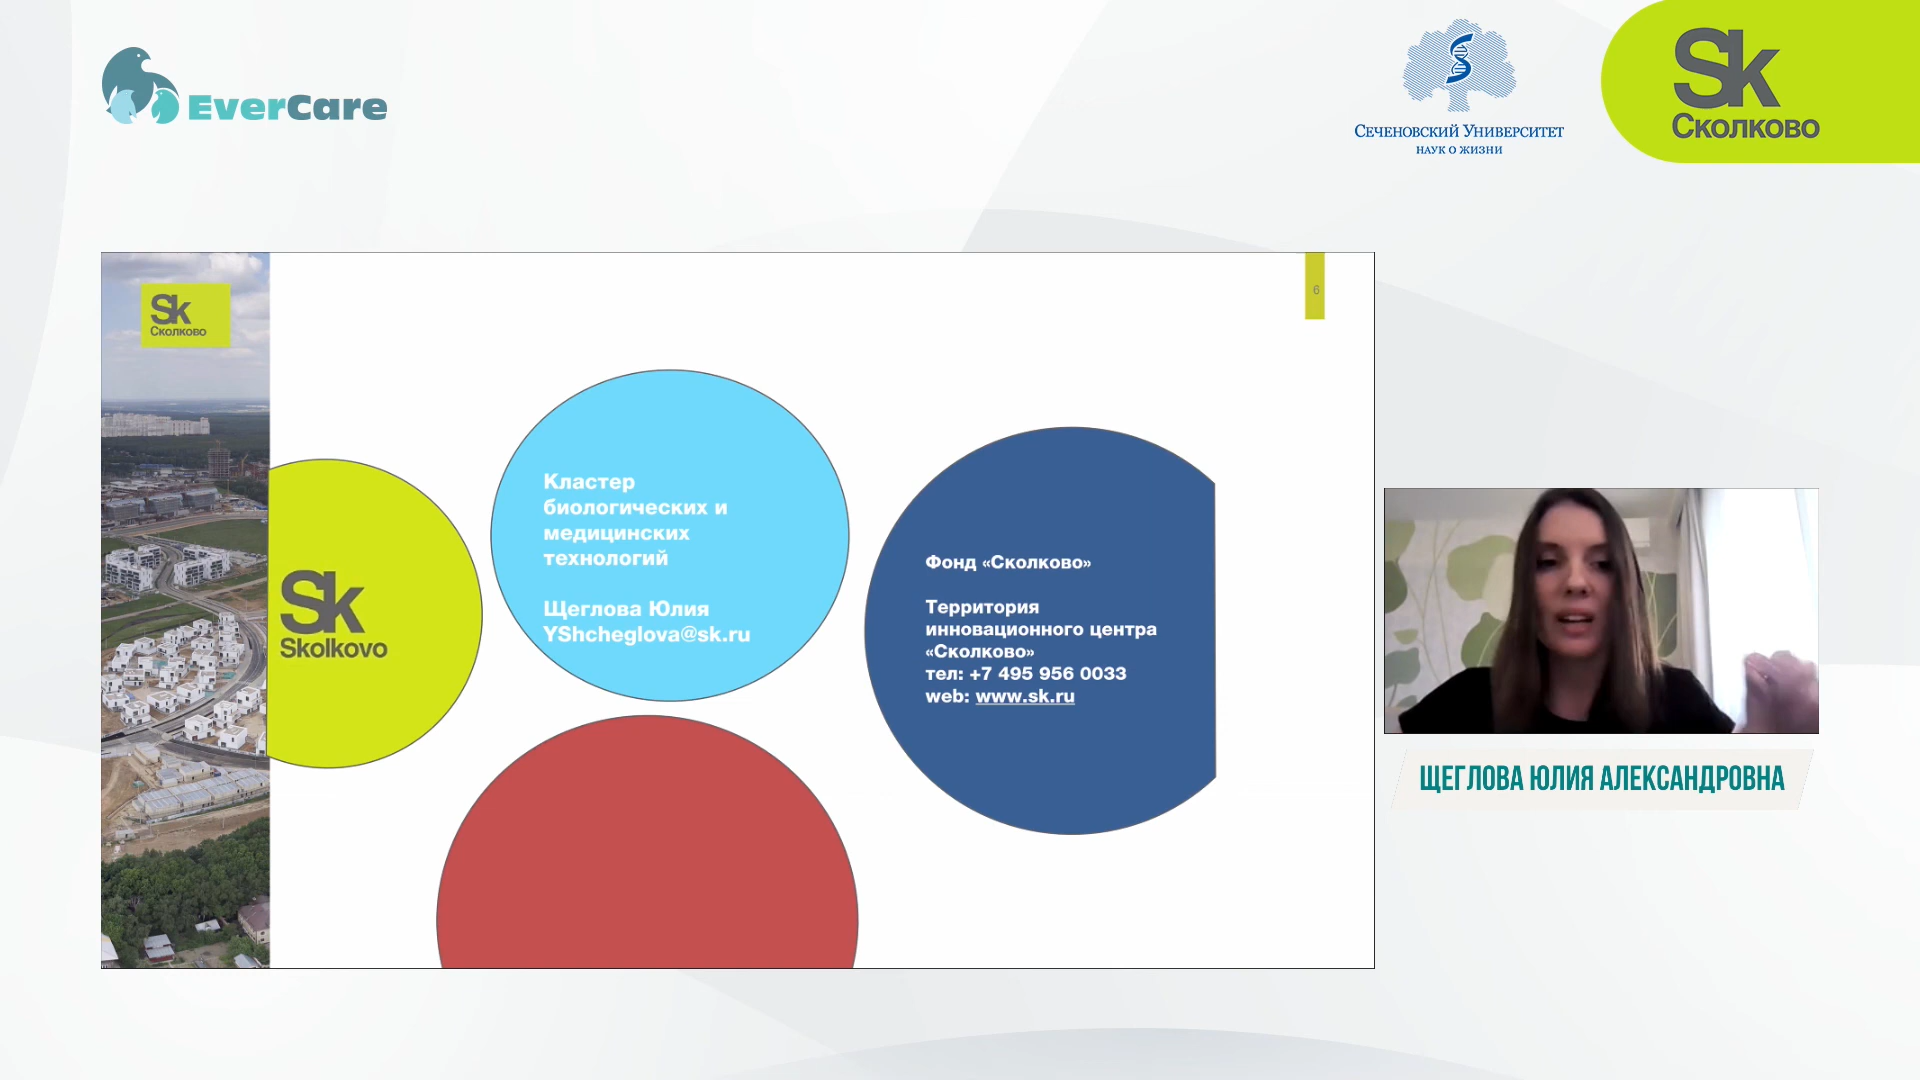 EverCare
Сеченовский Университет
наук о жизни
Sk
Сколково
Sk
Сколково
6
Кластер
биологических и
медицинских
технологий
Щеглова Юлия
YShcheglova@sk.ru
Sk
Skolkovo
Фонд «Сколково»
Территория
инновационного центра
«Сколково»
тел: +7 495 956 0033
web: www.sk.ru
ЩЕГЛОВА ЮЛИЯ АЛЕКСАНДРОВНА